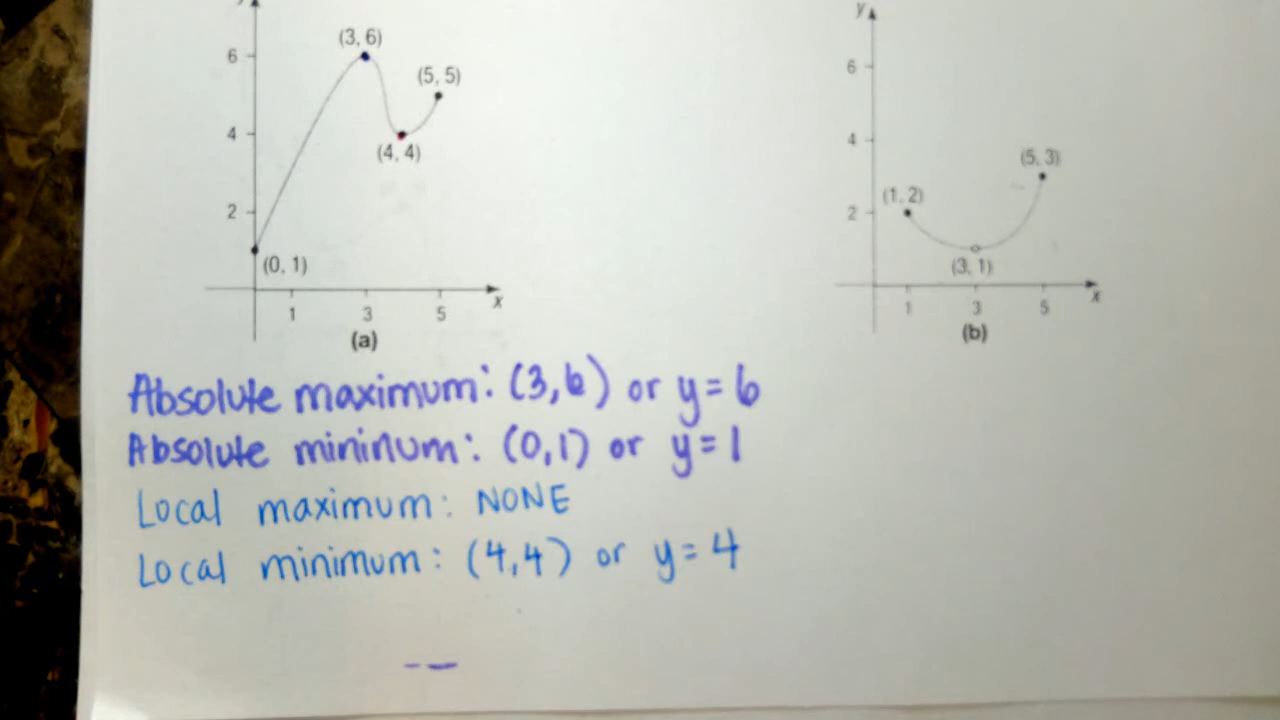 y
(3, 6)
6
(5, 5)
4
(4, 4)
2
(0, 1)
1 3 5 x
(a)
y
6
4
(5, 3)
(1, 2)
2
(3, 1)
1 3 5 x
(b)
Absolute maximum: (3,6) or y=6
Absolute mininum: (0,1) or y=1
Local maximum: NONE
Local minimum: (4,4) or y=4